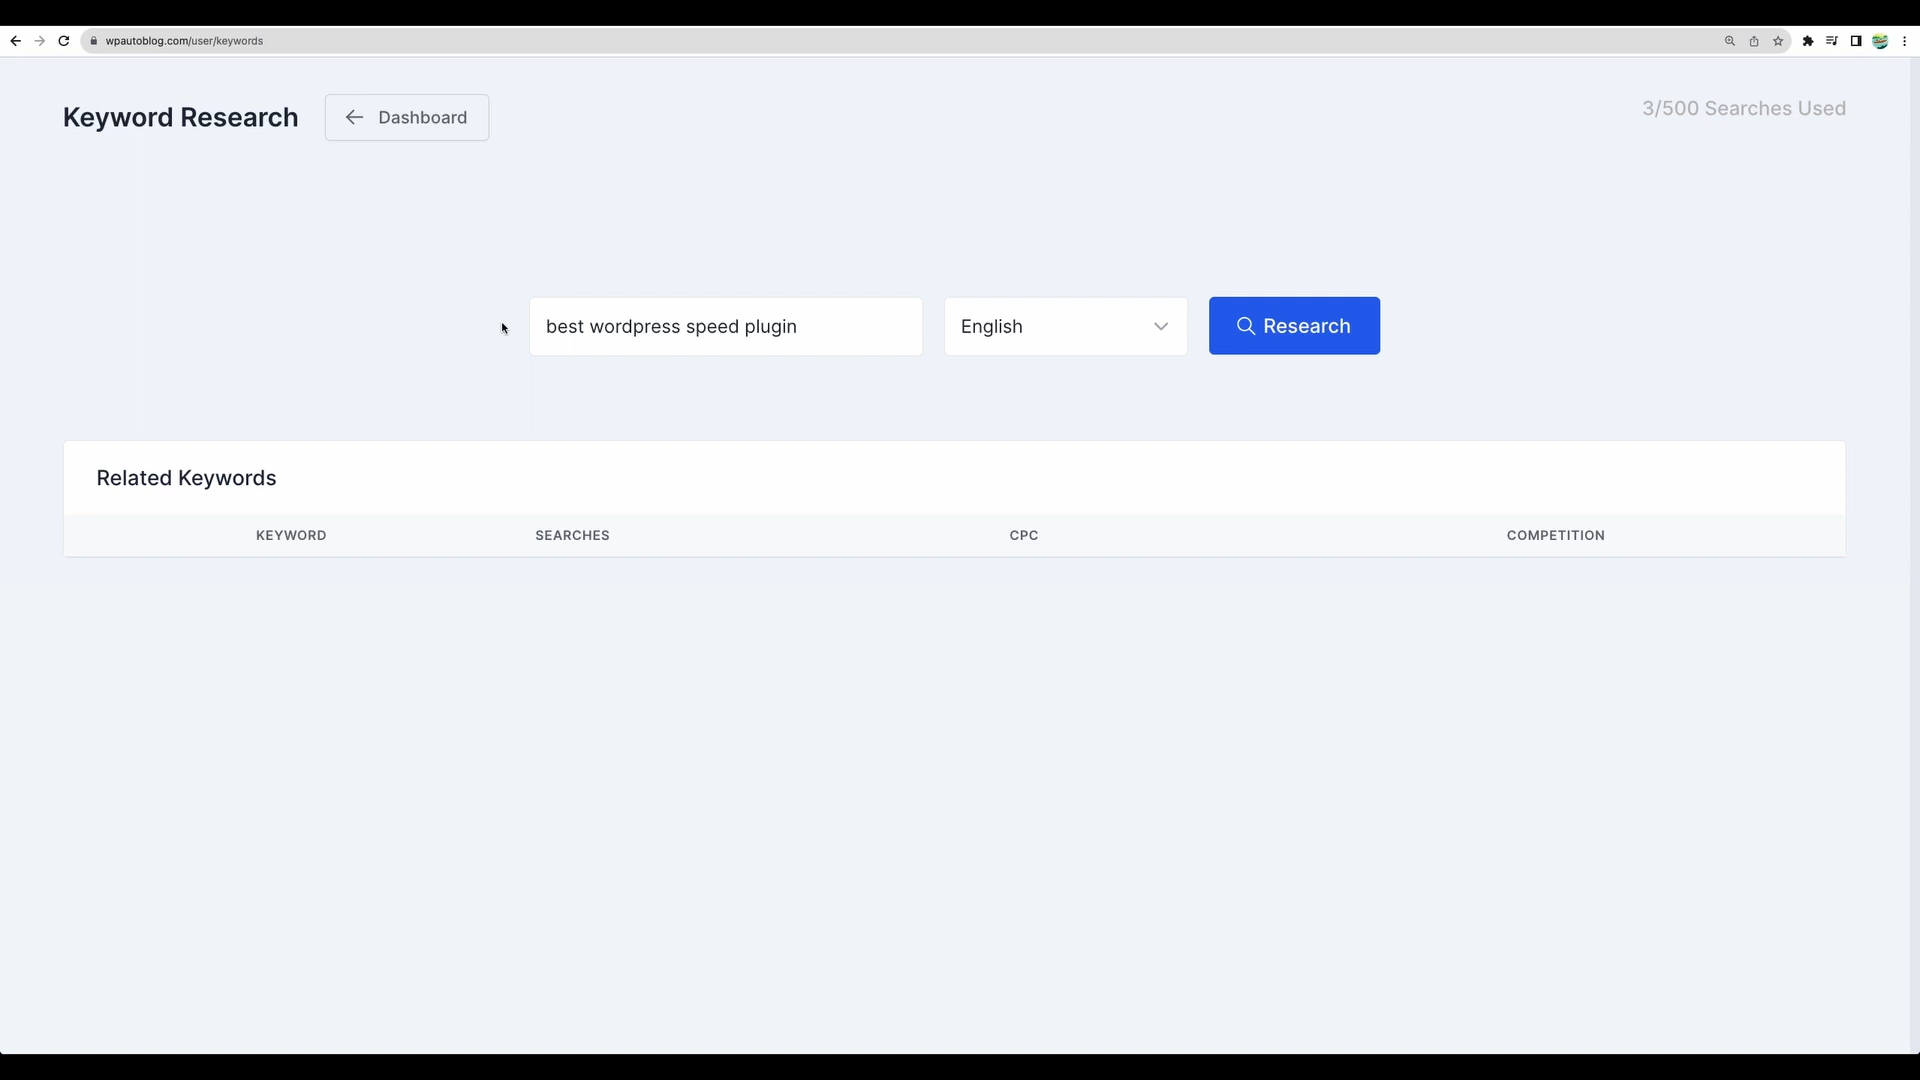 wpautoblog.com/user/keywords
Keyword Research
Dashboard
3/500 Searches Used
best wordpress speed plugin
English
Research
Related Keywords
KEYWORD SEARCHES CPC COMPETITION